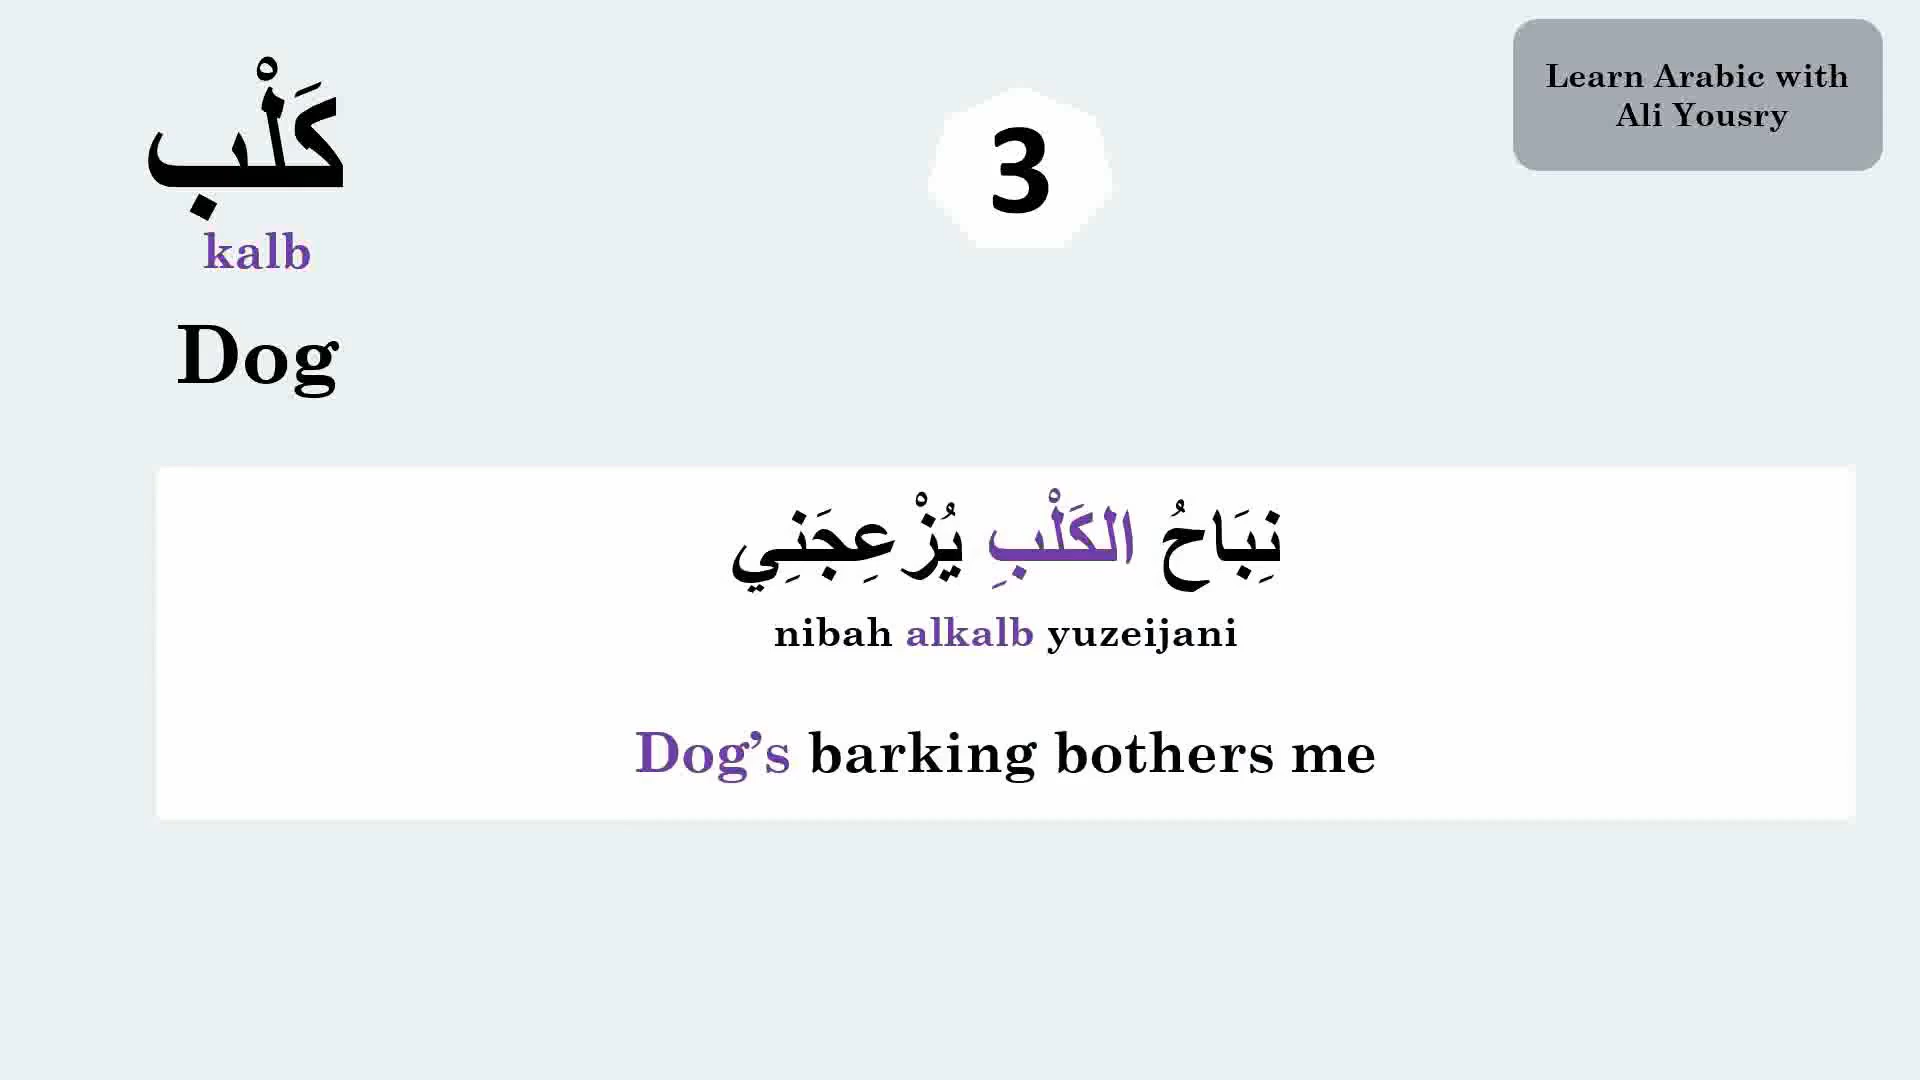 كَلْب
kalb
Dog
3
Learn Arabic with
Ali Yousry
نِبَاحُ الكَلْبِ يُزْعِجَنِي
nibah alkalb yuzeijani
Dog’s barking bothers me